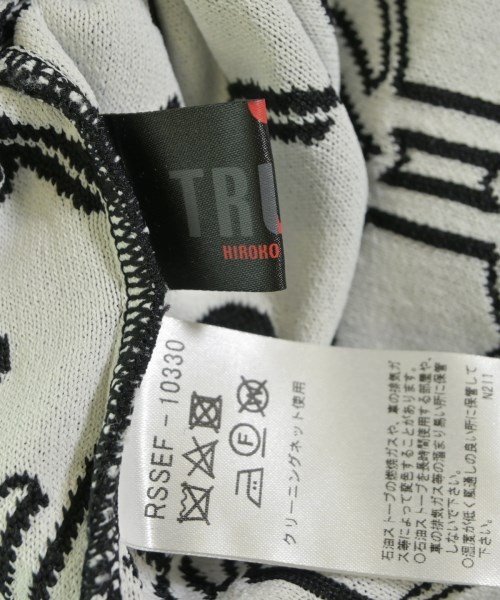 TRU
HIROKO
RSSEF-10330
F W
クリーニングネット使用
石油ストーブの燃焼ガスや、車の排気ガ
ス等によって変色することがあります。
○石油ストーブを長時間使用する部屋や、
車の排気ガス等の溜まり易い所に保管
しないで下さい。
○温度が低く風通しの良い所に保管して
下さい。
N211